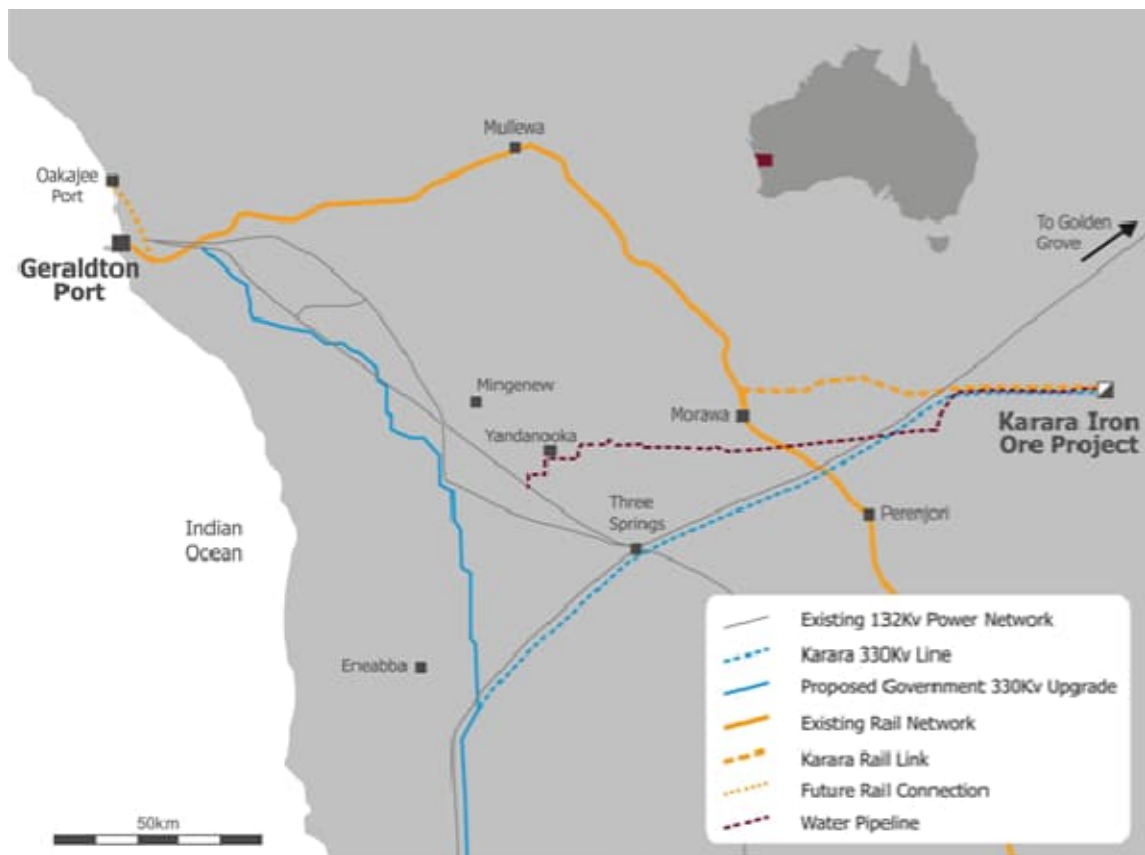 Mullewa
Oakajee
Port
To Golden
Grove
Geraldton
Port
Mingenew
Morawa
Karara Iron
Ore Project
Yandanooka
Three
Springs
Perenjori
Indian
Ocean
Eneabba
Existing 132Kv Power Network
Karara 330Kv Line
Proposed Government 330Kv Upgrade
Existing Rail Network
Karara Rail Link
Future Rail Connection
Water Pipeline
50km